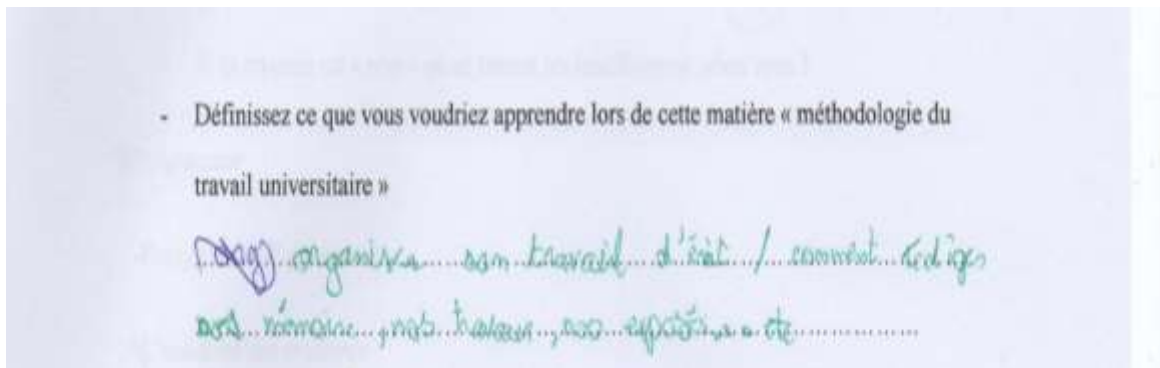 - Définissez ce que vous voudriez apprendre lors de cette matière « méthodologie du
travail universitaire »
organiser son travail d'écrit / comment rédiger
nos mémoire, nos travaux, nos exposés... etc